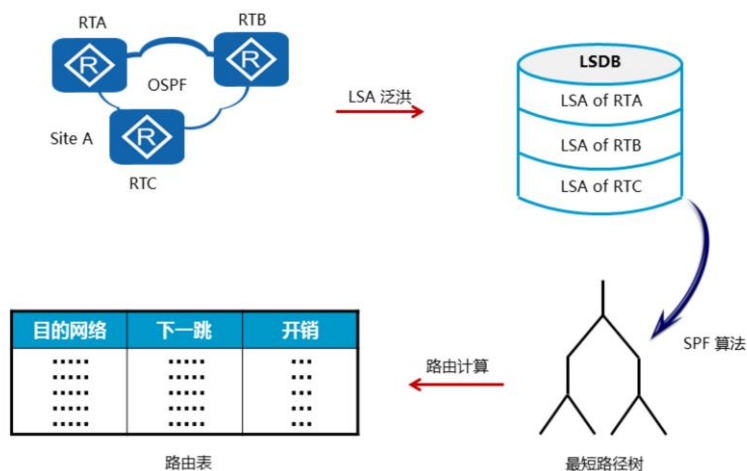 RTA
RTB
R
R
OSPF
Site A
R
RTC
LSA 泛洪
LSDB
LSA of RTA
LSA of RTB
LSA of RTC
SPF 算法
最短路径树
路由计算
目的网络 下一跳 开销
路由表